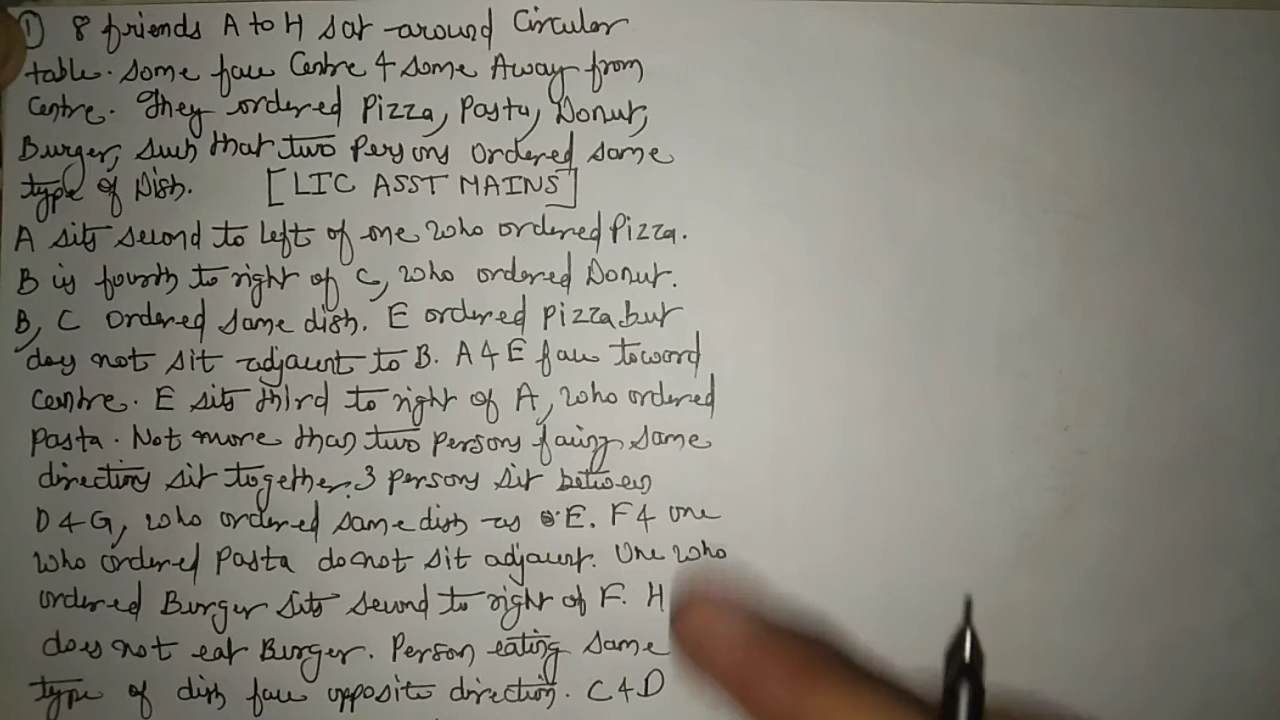 ① 8 friends A to H sat around Circular
table. Some face Centre & some Away from
Centre. They ordered Pizza, Pasta, Donut,
Burger, such that two Persons ordered same
type of Dish. [LIC ASST MAINS]
A sits second to left of one who ordered Pizza.
B is fourth to right of C, who ordered Donut.
B, C ordered same dish. E ordered pizza but
does not sit adjacent to B. A & E face toward
Centre. E sits third to right of A, who ordered
Pasta. Not more than two persons facing same
directions sit together. 3 persons sit between
D & G, who ordered same dish as E. F & one
who ordered Pasta do not sit adjacent. One who
ordered Burger sits second to right of F. H
does not eat Burger. Person eating same
type of dish face opposite direction. C & D